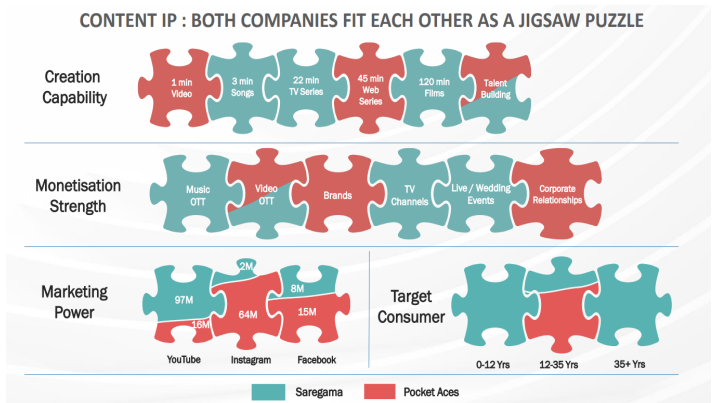 CONTENT IP : BOTH COMPANIES FIT EACH OTHER AS A JIGSAW PUZZLE
Creation
Capability
1 min
Video
3 min
Songs
22 min
TV Series
45 min
Web
Series
120 min
Films
Talent
Building
Monetisation
Strength
Music
OTT
Video
OTT
Brands
TV
Channels
Live / Wedding
Events
Corporate
Relationships
Marketing
Power
97M
16M
2M
64M
8M
15M
YouTube
Instagram
Facebook
Target
Consumer
0-12 Yrs
12-35 Yrs
35+ Yrs
Saregama
Pocket Aces